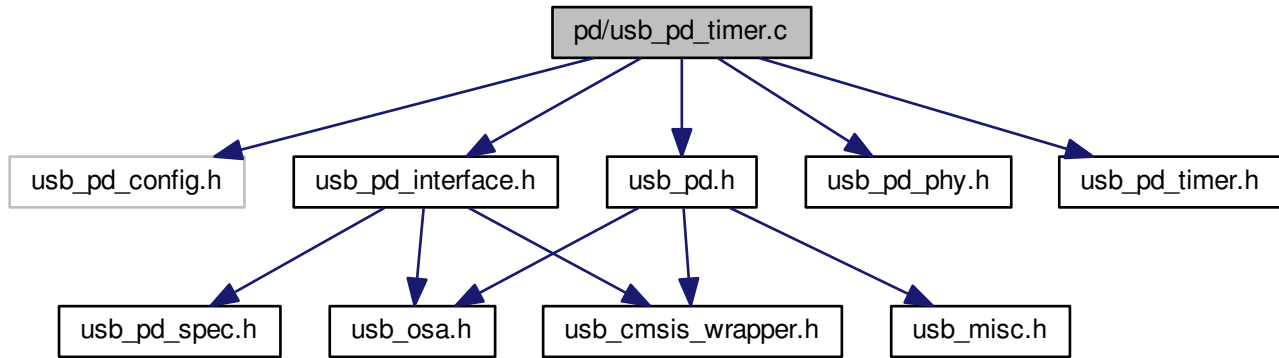 pd/usb_pd_timer.c
usb_pd_config.h
usb_pd_interface.h
usb_pd.h
usb_pd_phy.h
usb_pd_timer.h
usb_pd_spec.h
usb_osa.h
usb_cmsis_wrapper.h
usb_misc.h